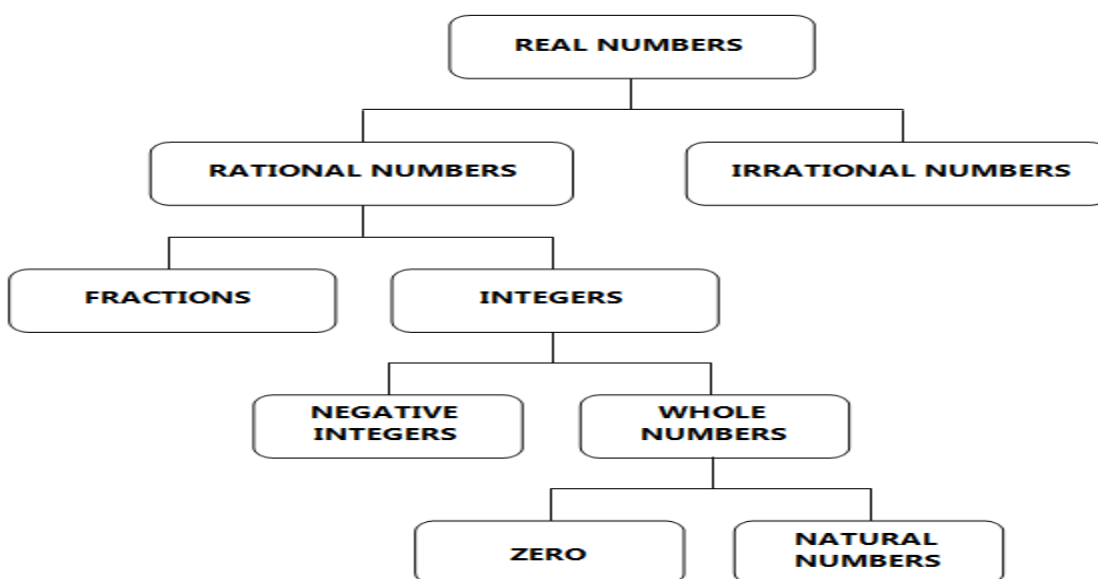 REAL NUMBERS
RATIONAL NUMBERS
IRRATIONAL NUMBERS
FRACTIONS
INTEGERS
NEGATIVE
INTEGERS
WHOLE
NUMBERS
ZERO
NATURAL
NUMBERS